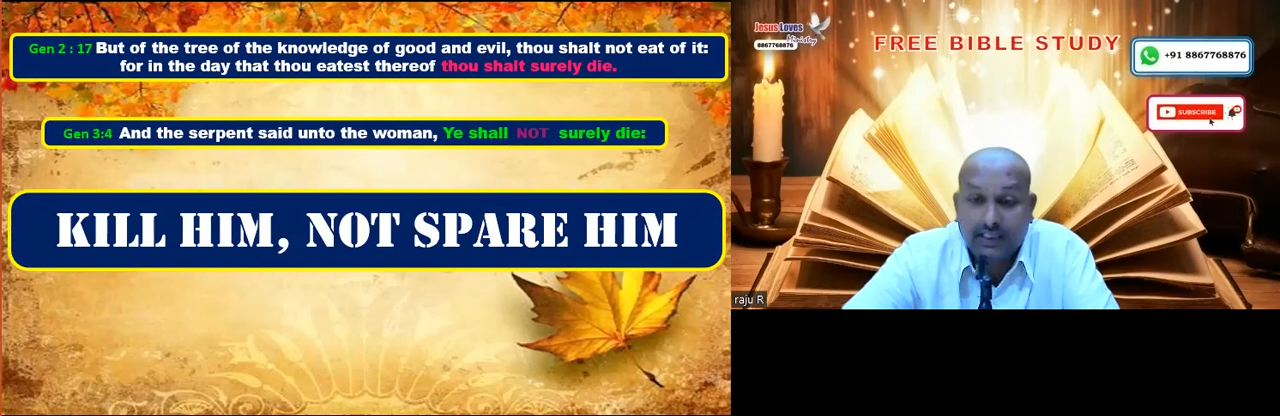 Gen 2 : 17 But of the tree of the knowledge of good and evil, thou shalt not eat of it:
for in the day that thou eatest thereof thou shalt surely die.
Gen 3:4 And the serpent said unto the woman, Ye shall NOT surely die:
KILL HIM, NOT SPARE HIM
Jesus Loves
Ministry
8867768876
FREE BIBLE STUDY
+91 8867768876
SUBSCRIBE
raju R